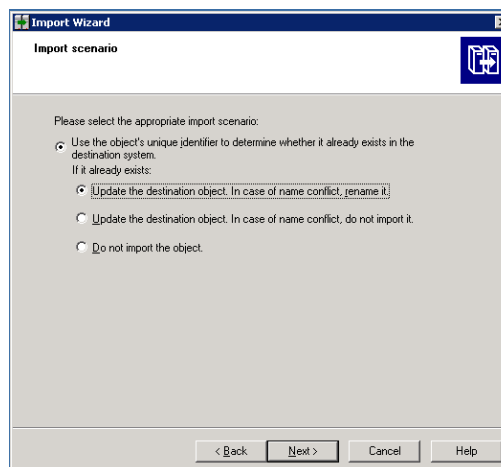 Import Wizard
Import scenario
Please select the appropriate import scenario:
Use the object's unique identifier to determine whether it already exists in the
destination system.
If it already exists:
Update the destination object. In case of name conflict, rename it.
Update the destination object. In case of name conflict, do not import it.
Do not import the object.
< Back
Next >
Cancel
Help